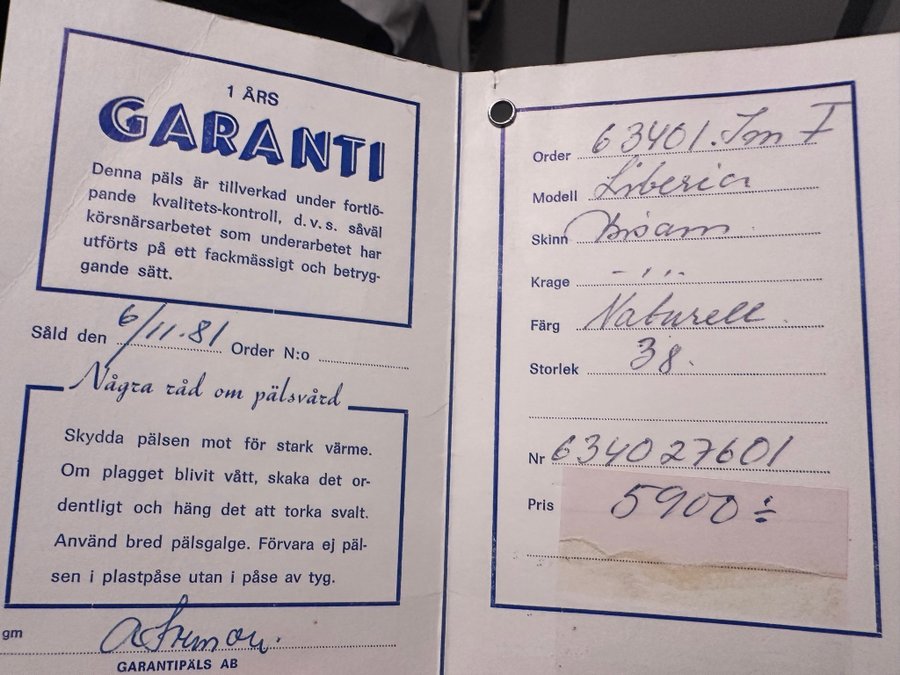 1 ÅRS
GARANTI
Denna päls är tillverkad under fortlö-
pande kvalitets-kontroll, d.v.s. såväl
körsnärsarbetet som underarbetet har
utförts på ett fackmässigt och betryg-
gande sätt.
Såld den 6/11.81 Order N:o
Några råd om pälsvård
Skydda pälsen mot för stark värme.
Om plagget blivit vått, skaka det or-
dentligt och häng det att torka svalt.
Använd bred pälsgalge. Förvara ej päl-
sen i plastpåse utan i påse av tyg.
gm
GARANTIPÄLS AB
Order 63401.
Modell Liberia
Skinn Bisam
Krage - ; , ,
Färg Naturell
Storlek 38.
Nr 634027601
Pris 5900 ÷